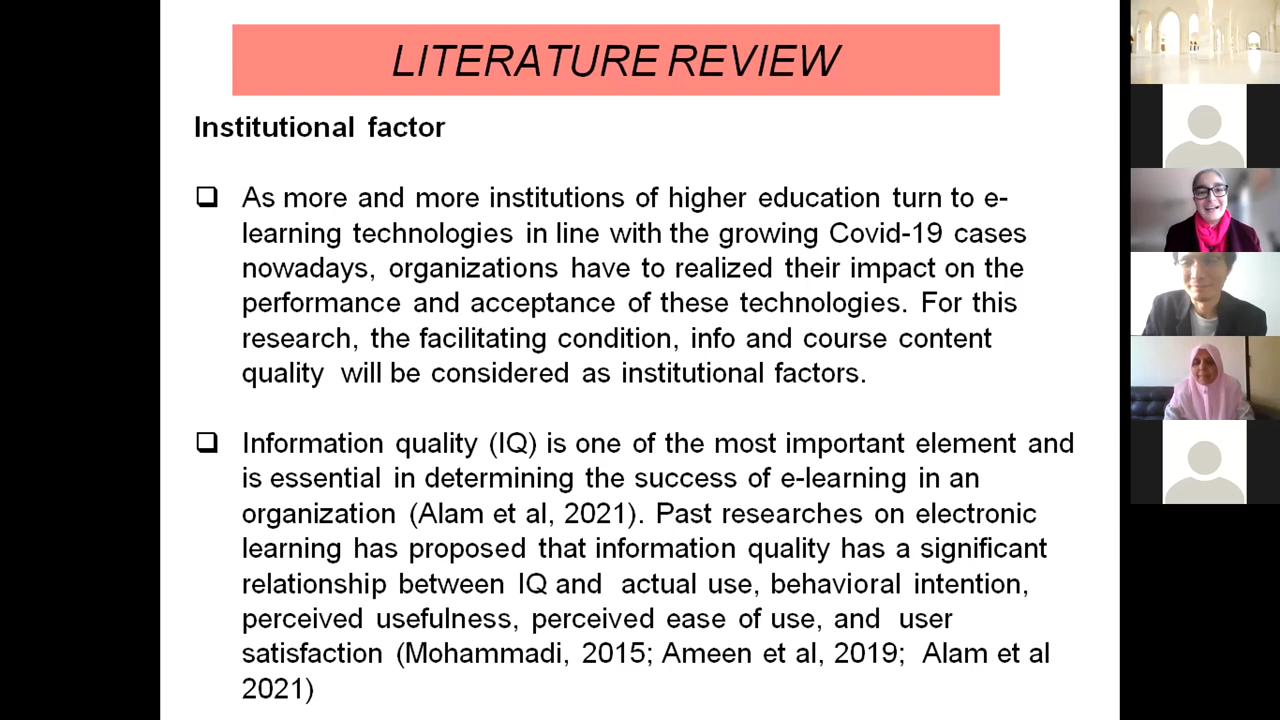 LITERATURE REVIEW
Institutional factor
❑ As more and more institutions of higher education turn to e-
learning technologies in line with the growing Covid-19 cases
nowadays, organizations have to realized their impact on the
performance and acceptance of these technologies. For this
research, the facilitating condition, info and course content
quality will be considered as institutional factors.
❑ Information quality (IQ) is one of the most important element and
is essential in determining the success of e-learning in an
organization (Alam et al, 2021). Past researches on electronic
learning has proposed that information quality has a significant
relationship between IQ and actual use, behavioral intention,
perceived usefulness, perceived ease of use, and user
satisfaction (Mohammadi, 2015; Ameen et al, 2019; Alam et al
2021)